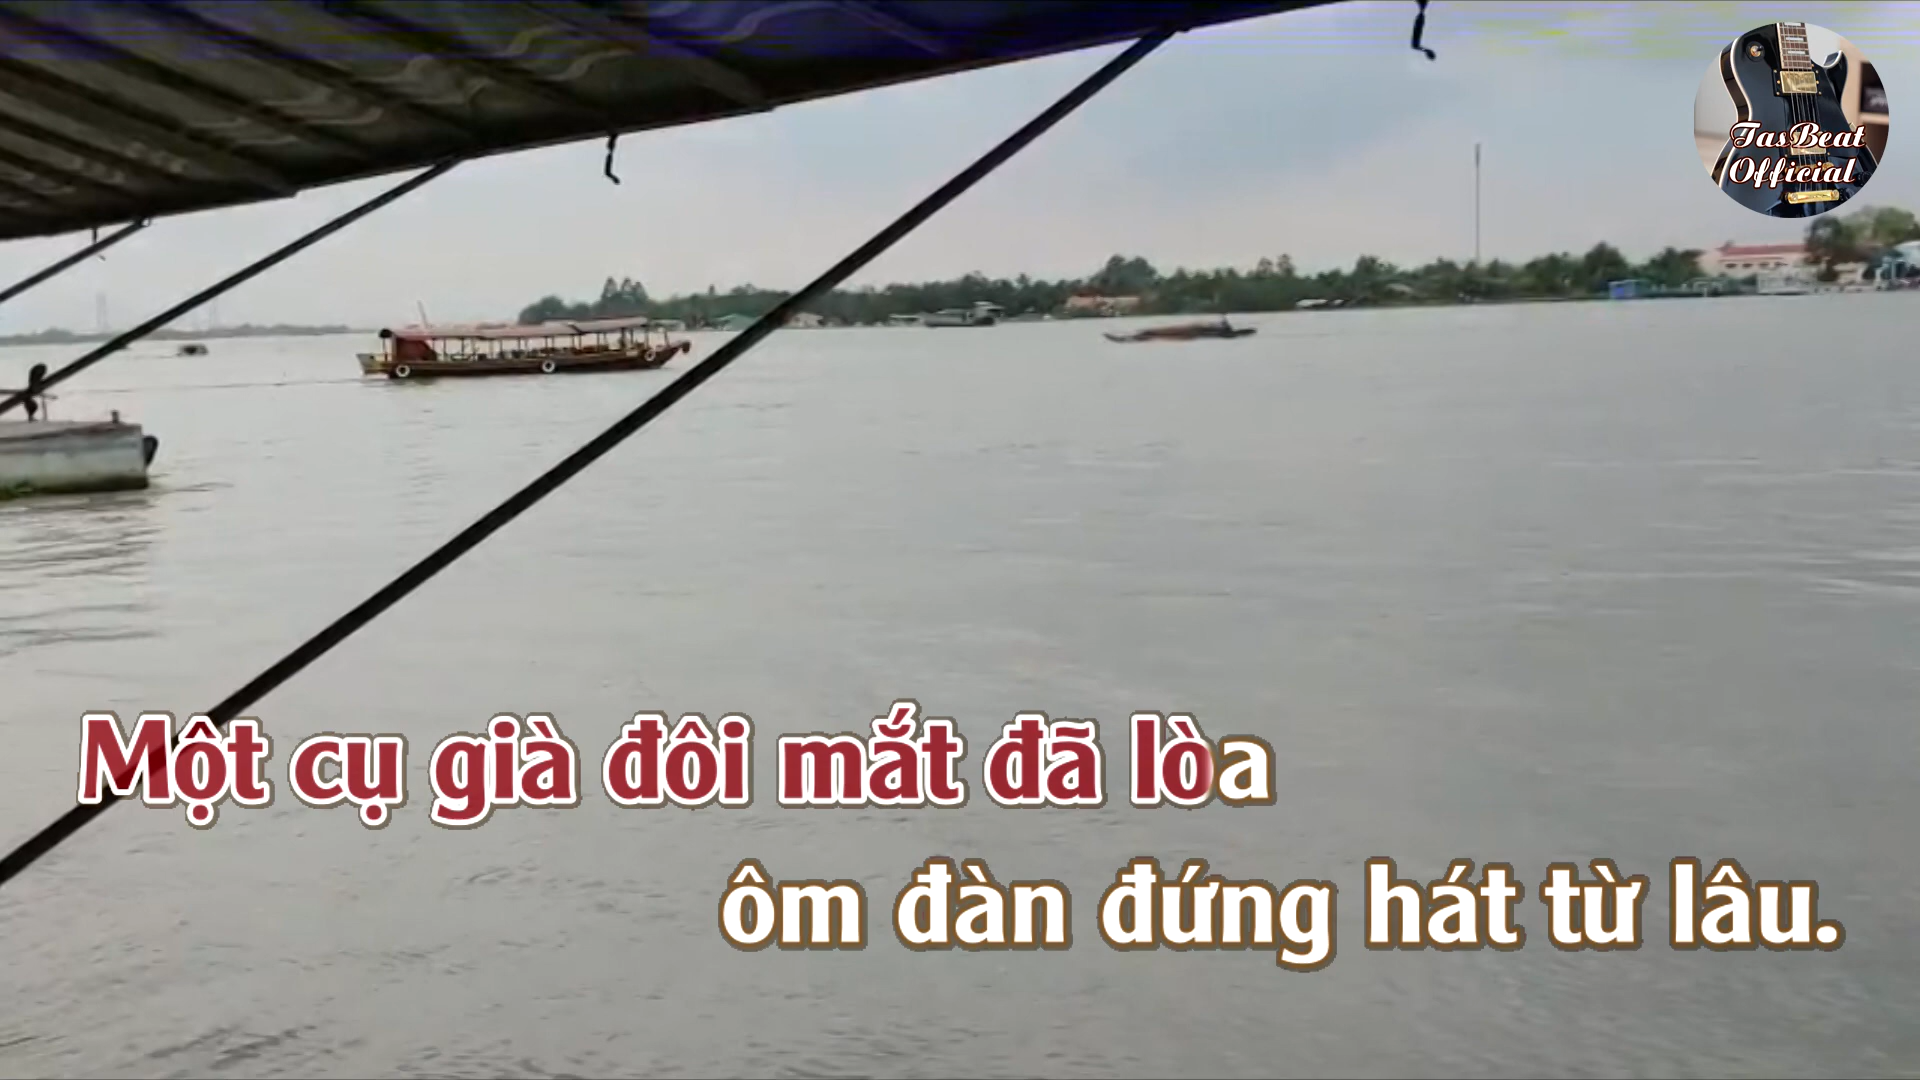 TasBeat
Official
Một cụ già đôi mắt đã lòa
ôm đàn đứng hát từ lâu.